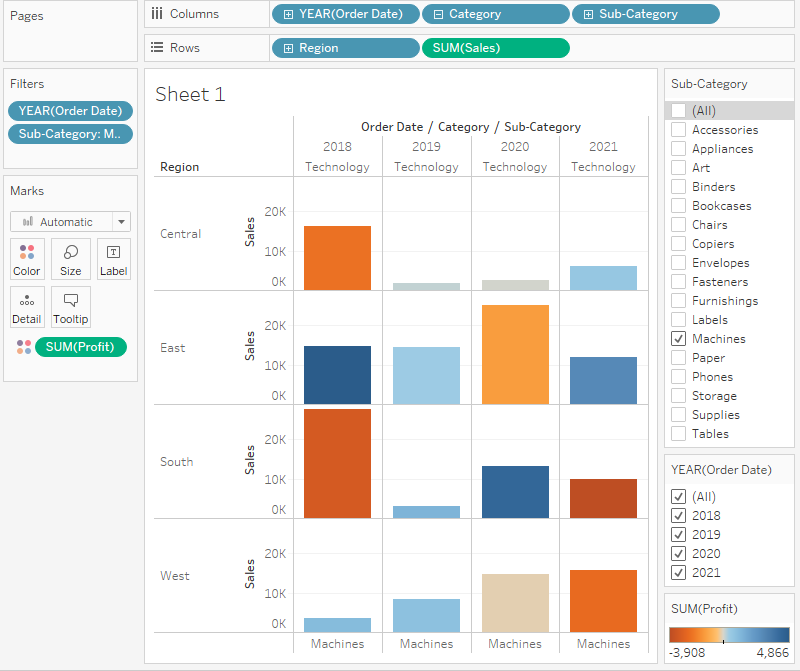 Pages
Columns
YEAR(Order Date)
Category
Sub-Category
Rows
Region
SUM(Sales)
Filters
YEAR(Order Date)
Sub-Category: M..
Marks
Automatic
Color
Size
Label
Detail
Tooltip
SUM(Profit)
Sheet 1
Order Date / Category / Sub-Category
2018
2019
2020
2021
Region
Technology
Technology
Technology
Technology
Central
Sales
20K
10K
0K
East
Sales
20K
10K
0K
South
Sales
20K
10K
0K
West
Sales
20K
10K
0K
Machines
Machines
Machines
Machines
Sub-Category
(All)
Accessories
Appliances
Art
Binders
Bookcases
Chairs
Copiers
Envelopes
Fasteners
Furnishings
Labels
Machines
Paper
Phones
Storage
Supplies
Tables
YEAR(Order Date)
(All)
2018
2019
2020
2021
SUM(Profit)
-3,908
4,866